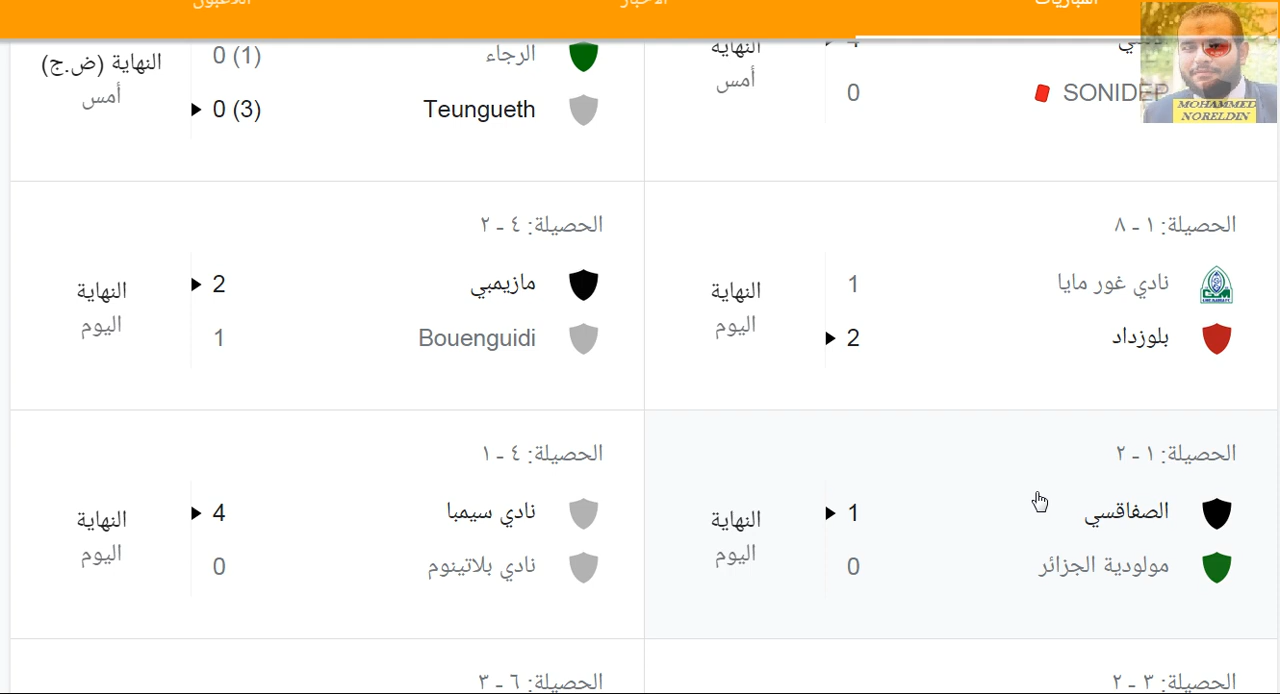 المباريات
الأخبار
اللاعبون
النهاية
أمس
0
SONIDEP
MOHAMMED
NORELDIN
الرجاء
0 (1)
Teungueth
0 (3)
النهاية (ض.ج)
أمس
الحصيلة: ١ - ٨
نادي غور مايا
1
بلوزداد
2
النهاية
اليوم
الحصيلة: ٤ - ٢
مازيمبي
2
Bouenguidi
1
النهاية
اليوم
الحصيلة: ١ - ٢
الصفاقسي
1
مولودية الجزائر
0
النهاية
اليوم
الحصيلة: ٤ - ١
نادي سيمبا
4
نادي بلاتينوم
0
النهاية
اليوم
الحصيلة: ٣ - ٢
الحصيلة: ٦ - ٣